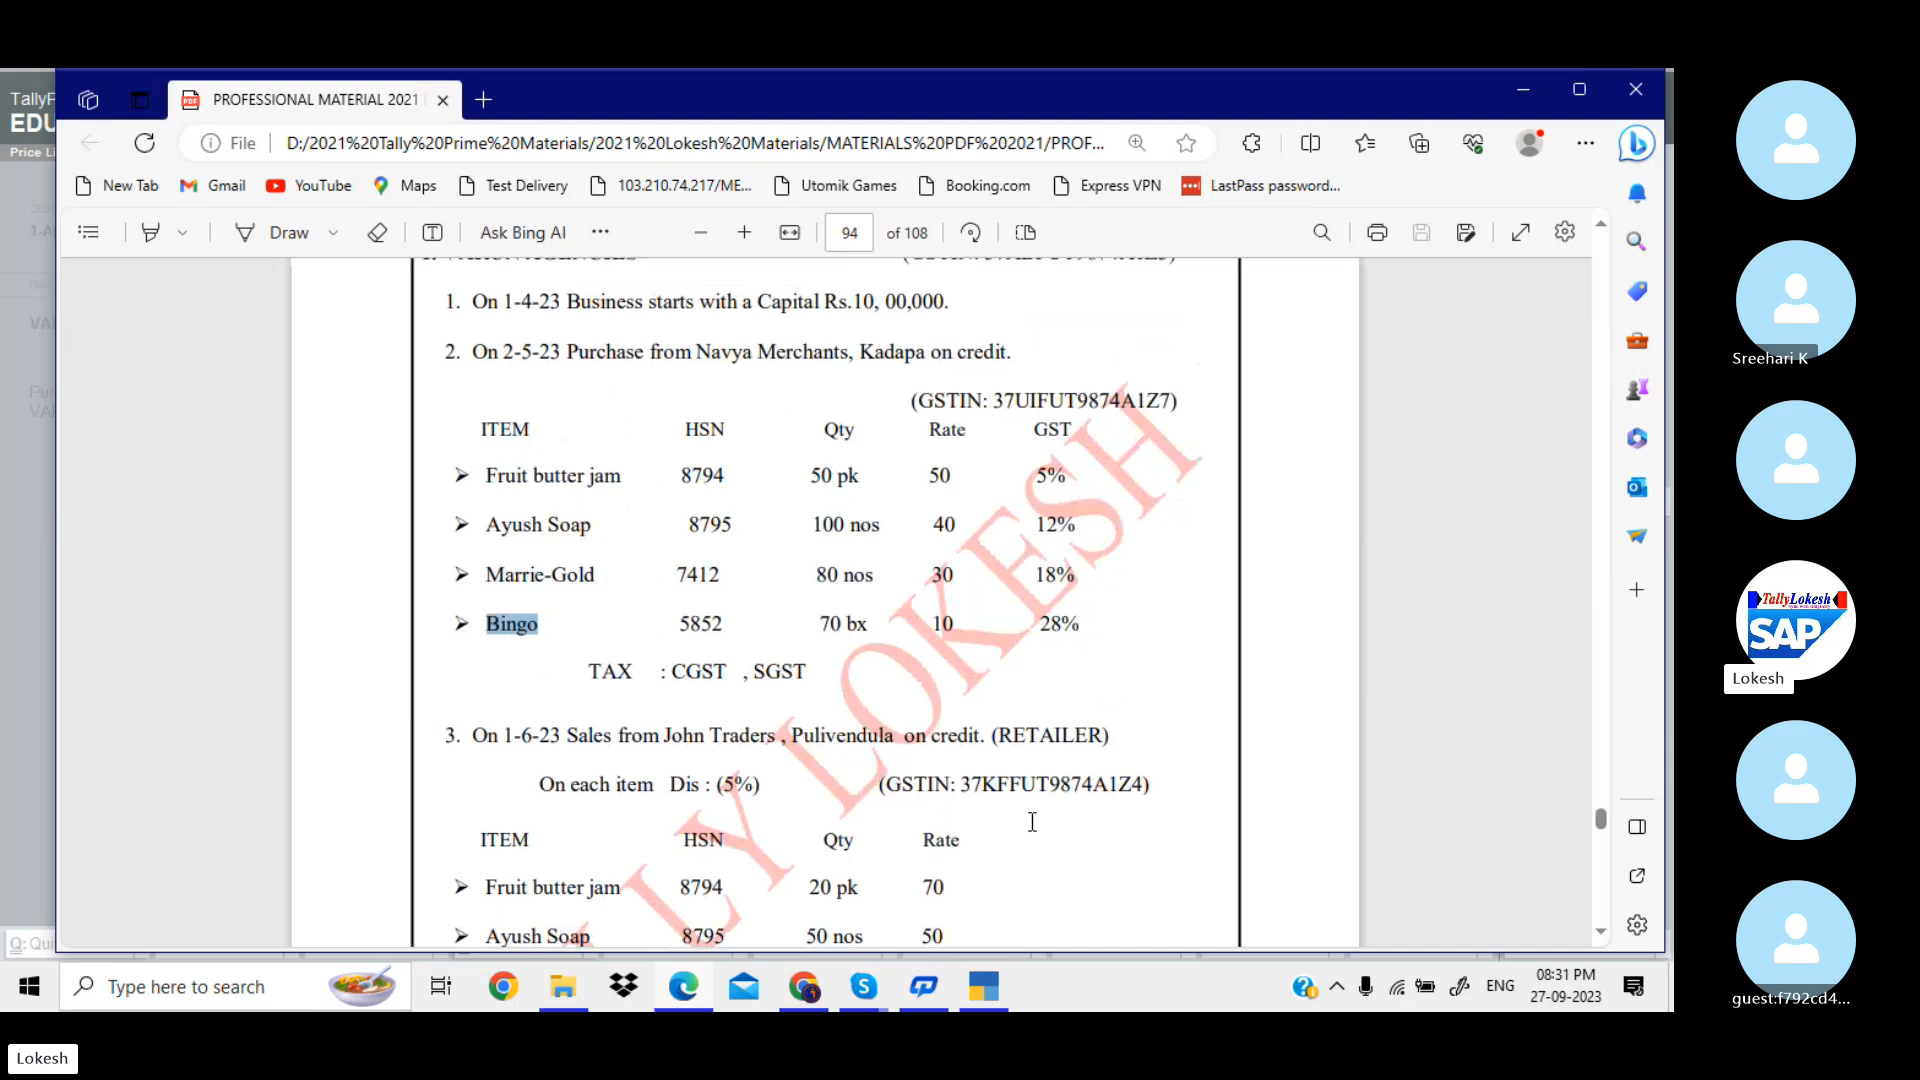 TallyP
EDU
Price Li
PROFESSIONAL MATERIAL 2021
File
D:/2021%20Tally%20Prime%20Materials/2021%20Lokesh%20Materials/MATERIALS%20PDF%202021/PROF...
New Tab
Gmail
YouTube
Maps
Test Delivery
103.210.74.217/ME...
Utomik Games
Booking.com
Express VPN
LastPass password...
Draw
Ask Bing AI
94
of 108
1. On 1-4-23 Business starts with a Capital Rs.10, 00,000.
2. On 2-5-23 Purchase from Navya Merchants, Kadapa on credit.
(GSTIN: 37UIFUT9874A1Z7)
ITEM HSN Qty Rate GST
➢ Fruit butter jam 8794 50 pk 50 5%
➢ Ayush Soap 8795 100 nos 40 12%
➢ Marrie-Gold 7412 80 nos 30 18%
➢ Bingo 5852 70 bx 10 28%
TAX : CGST , SGST
3. On 1-6-23 Sales from John Traders , Pulivendula on credit. (RETAILER)
On each item Dis : (5%) (GSTIN: 37KFFUT9874A1Z4)
ITEM HSN Qty Rate
➢ Fruit butter jam 8794 20 pk 70
➢ Ayush Soap 8795 50 nos 50
LY LOKESH
Q: Qui
Type here to search
ENG
08:31 PM
27-09-2023
Sreehari K
TallyLokesh
SAP
Lokesh
guest:f792cd4...
Lokesh